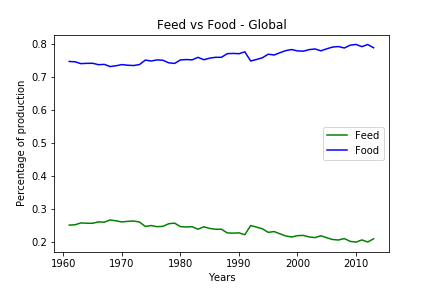 Feed vs Food - Global
0.8
0.7
0.6
0.5
0.4
0.3
0.2
Percentage of production
Feed
Food
1960 1970 1980 1990 2000 2010
Years